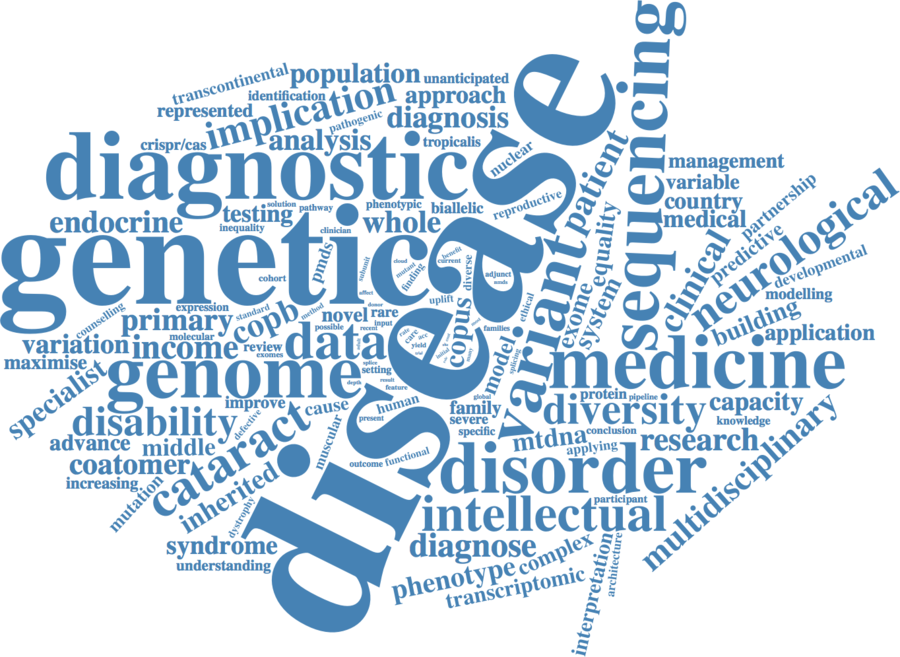 sequencing
transcontinental
population
unanticipated
identification
represented
implication
approach
pathogenic
diagnosis
crispr/cas
analysis
tropicalis
nuclear
disease
diagnostic
patient
management
variable
country
medical
partnership
predictive
neurological
clinical
developmental
modelling
building
application
endocrine
testing
solution
pathway
inequality
phenotypic
biallelic
reproductive
clinician
whole
genetic
variant
equality
system
exome
pmds
cohort
subunit
cloud
mutant
finding
benefit
current
diverse
adjunct
affect
donor
uplift
ethical
counselling
expression
standard
method
copb
primary
molecular
novel
rare
input
possible
recent
families
copus
variation
income
review
exomes
data
maximise
genome
splice
setting
result
depth
feature
yield
model
splicing
medicine
specialist
improve
disability
defective
cause
human
present
global
family
severe
specific
protein
pipeline
diversity
capacity
knowledge
advance
middle
cataract
muscular
mtdna
conclusion
applying
research
coatomer
increasing
mutation
inherited
outcome
functional
disorder
multidisciplinary
dystrophy
participant
intellectual
syndrome
understanding
diagnose
complex
phenotype
transcriptomic
interpretation
architecture